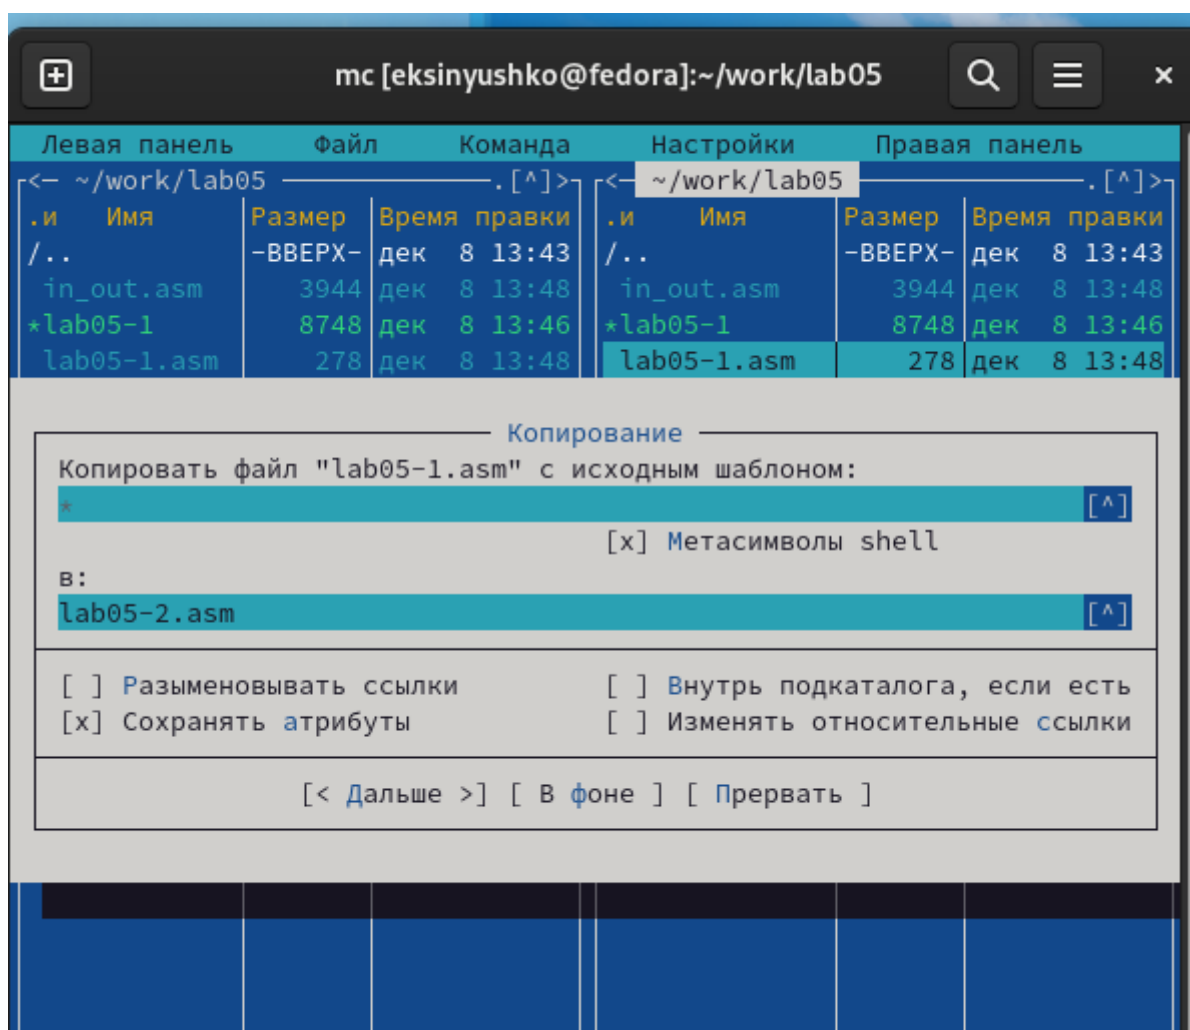 mc [eksinyushko@fedora]:~/work/lab05
Левая панель Файл Команда Настройки Правая панель
<— ~/work/lab05 .[^]> <— ~/work/lab05 .[^]>
.и Имя Размер Время правки .и Имя Размер Время правки
/.. -ВВЕРХ- дек 8 13:43 /.. -ВВЕРХ- дек 8 13:43
in_out.asm 3944 дек 8 13:48 in_out.asm 3944 дек 8 13:48
*lab05-1 8748 дек 8 13:46 *lab05-1 8748 дек 8 13:46
lab05-1.asm 278 дек 8 13:48 lab05-1.asm 278 дек 8 13:48
Копирование
Копировать файл "lab05-1.asm" с исходным шаблоном:
* [^]
[x] Метасимволы shell
в:
lab05-2.asm [^]
[ ] Разыменовывать ссылки [ ] Внутрь подкаталога, если есть
[x] Сохранять атрибуты [ ] Изменять относительные ссылки
[< Дальше >] [ В фоне ] [ Прервать ]